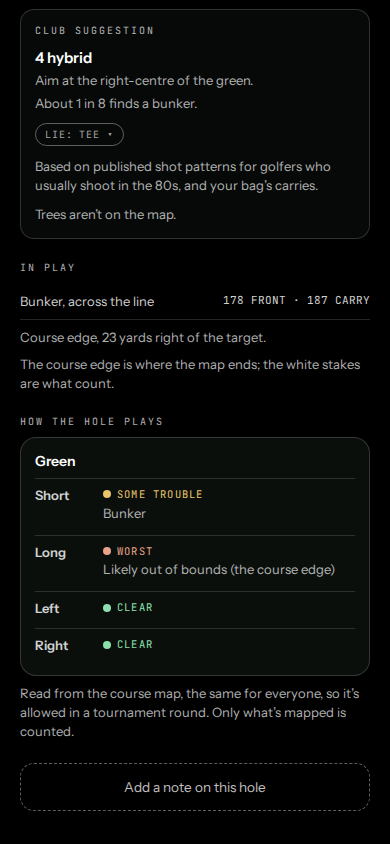 CLUB SUGGESTION
4 hybrid
Aim at the right-centre of the green.
About 1 in 8 finds a bunker.
LIE: TEE ▾
Based on published shot patterns for golfers who
usually shoot in the 80s, and your bag's carries.
Trees aren't on the map.
IN PLAY
Bunker, across the line 178 FRONT · 187 CARRY
Course edge, 23 yards right of the target.
The course edge is where the map ends; the white stakes
are what count.
HOW THE HOLE PLAYS
Green
Short SOME TROUBLE
Bunker
Long WORST
Likely out of bounds (the course edge)
Left CLEAR
Right CLEAR
Read from the course map, the same for everyone, so it's
allowed in a tournament round. Only what's mapped is
counted.
Add a note on this hole